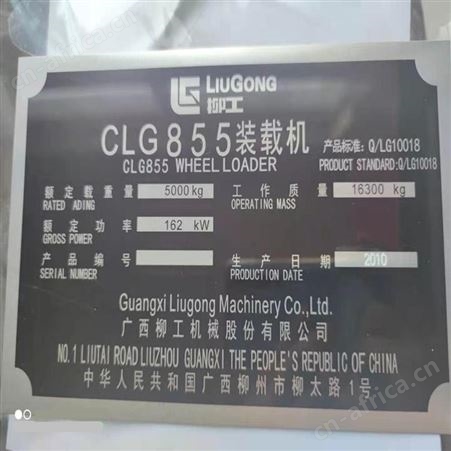 LIUGONG
柳工
CLG855装载机 产品标准: Q/LG10018
CLG855 WHEEL LOADER PRODUCT STANDARD: Q/LG10018
额定载重量 5000kg 工作质量 16300 kg
RATED ADING OPERATING MASS
额定功率 162 kW
GROSS POWER
产品编号 生产日期 2010
SERIAL NUMBER PRODUCTION DATE
Guangxi Liugong Machinery Co., Ltd.
广西柳工机械股份有限公司
NO.1 LIUTAI ROAD LIUZHOU GUANGXI THE PEOPLE'S REPUBLIC OF CHINA
中华人民共和国广西柳州市柳太路1号
cn-africa.cn